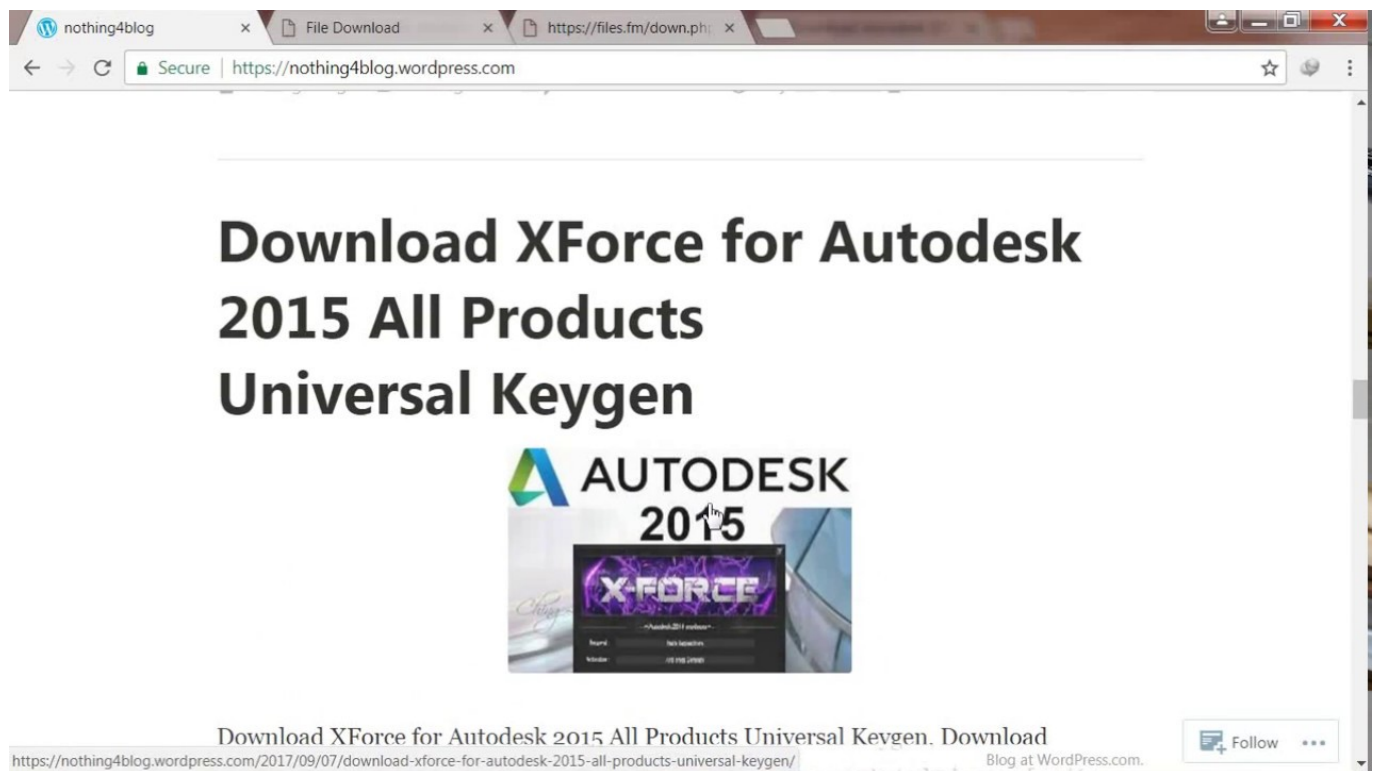 nothing4blog
File Download
https://files.fm/down.ph
Secure
https://nothing4blog.wordpress.com
Download XForce for Autodesk
2015 All Products
Universal Keygen
AUTODESK
2015
X-FORCE
Download XForce for Autodesk 2015 All Products Universal Keygen, Download
Follow
https://nothing4blog.wordpress.com/2017/09/07/download-xforce-for-autodesk-2015-all-products-universal-keygen/
Blog at WordPress.com.